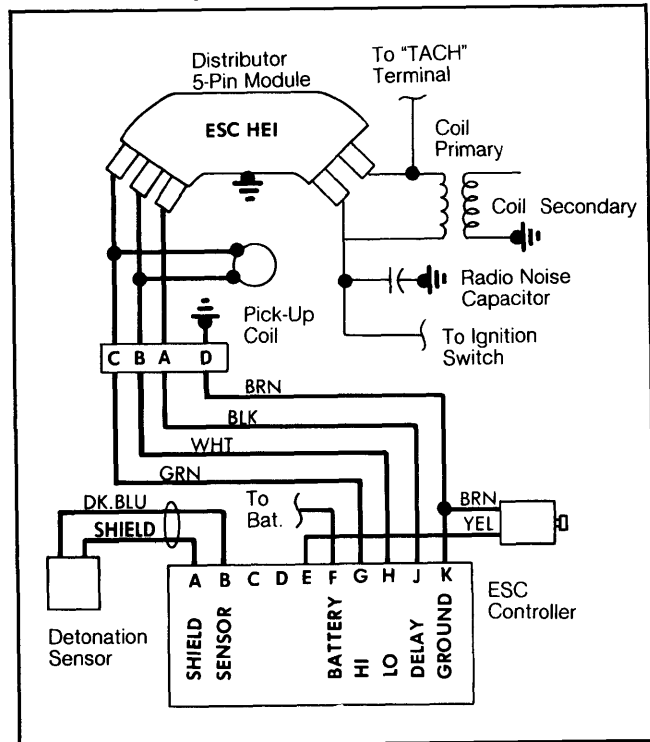 Distributor
5-Pin Module
To "TACH"
Terminal
ESC HEI
Coil
Primary
Coil Secondary
Radio Noise
Capacitor
Pick-Up
Coil
To Ignition
Switch
C B A D
BRN
BLK
WHT
GRN
DK.BLU
SHIELD
To
Bat.
BRN
YEL
A B C D E F G H J K
SHIELD
SENSOR
BATTERY
HI
LO
DELAY
GROUND
ESC
Controller
Detonation
Sensor